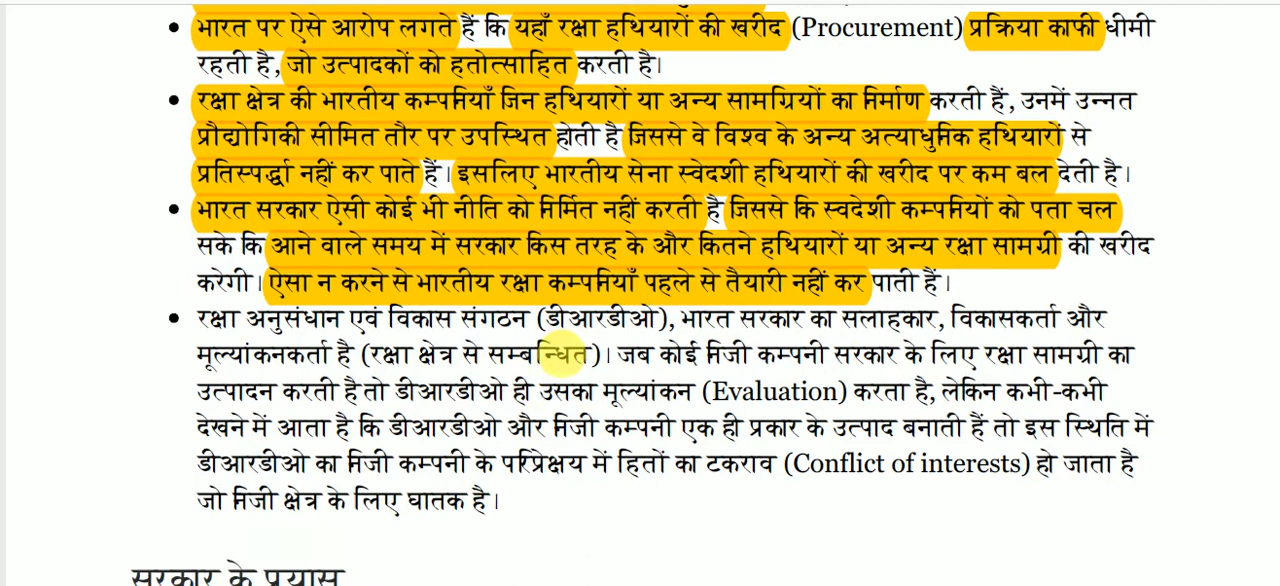 भारत पर ऐसे आरोप लगते हैं कि यहाँ रक्षा हथियारों की खरीद (Procurement) प्रक्रिया काफी धीमी
रहती है, जो उत्पादकों को हतोत्साहित करती है।
रक्षा क्षेत्र की भारतीय कम्पनियाँ जिन हथियारों या अन्य सामग्रियों का निर्माण करती हैं, उनमें उन्नत
प्रौद्योगिकी सीमित तौर पर उपस्थित होती है जिससे वे विश्व के अन्य अत्याधुनिक हथियारों से
प्रतिस्पर्द्धा नहीं कर पाते हैं। इसलिए भारतीय सेना स्वेदशी हथियारों की खरीद पर कम बल देती है।
भारत सरकार ऐसी कोई भी नीति को निर्मित नहीं करती है जिससे कि स्वदेशी कम्पनियों को पता चल
सके कि आने वाले समय में सरकार किस तरह के और कितने हथियारों या अन्य रक्षा सामग्री की खरीद
करेगी। ऐसा न करने से भारतीय रक्षा कम्पनियाँ पहले से तैयारी नहीं कर पाती हैं।
रक्षा अनुसंधान एवं विकास संगठन (डीआरडीओ), भारत सरकार का सलाहकार, विकासकर्ता और
मूल्यांकनकर्ता है (रक्षा क्षेत्र से सम्बन्धित)। जब कोई निजी कम्पनी सरकार के लिए रक्षा सामग्री का
उत्पादन करती है तो डीआरडीओ ही उसका मूल्यांकन (Evaluation) करता है, लेकिन कभी-कभी
देखने में आता है कि डीआरडीओ और निजी कम्पनी एक ही प्रकार के उत्पाद बनाती हैं तो इस स्थिति में
डीआरडीओ का निजी कम्पनी के परिप्रेक्षय में हितों का टकराव (Conflict of interests) हो जाता है
जो निजी क्षेत्र के लिए घातक है।
सरकार के प्रयास